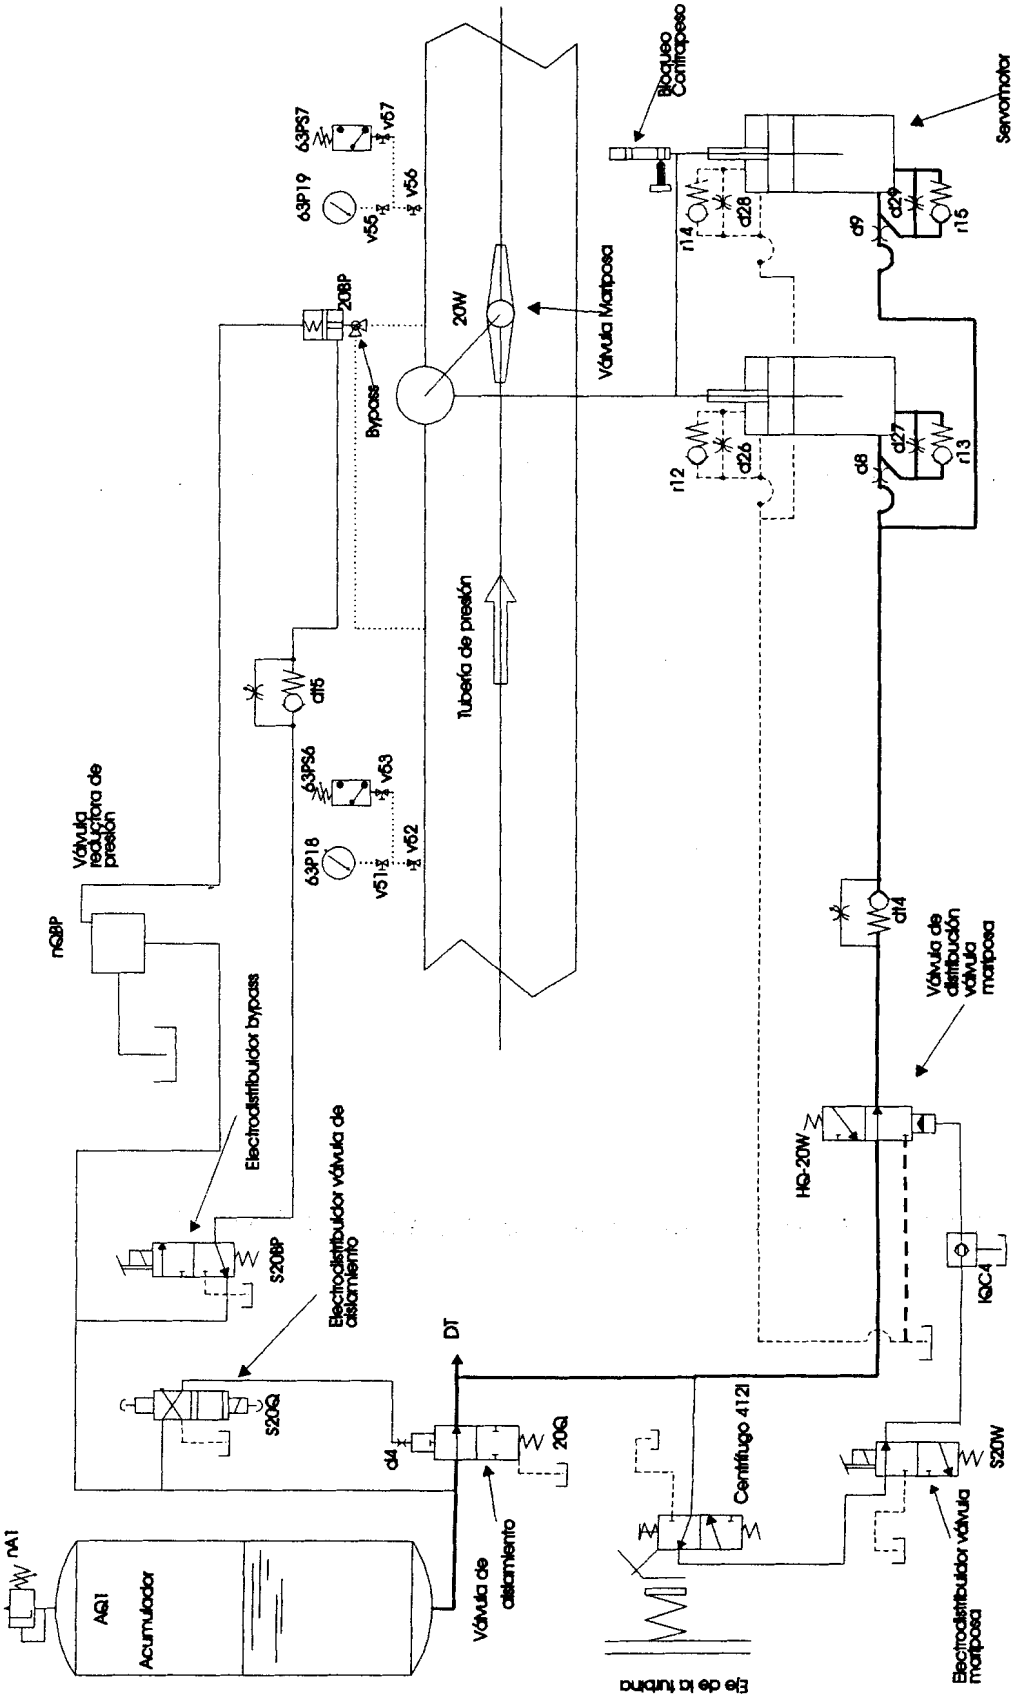 nA1
AQ1
Acumulador
Válvula
reductora de
presión
nQBP
Electrodistribuidor bypass
S20BP
Electrodistribuidor válvula de
aislamiento
S20Q
d4
20Q
DT
Válvula de
aislamiento
dt5
63P18
63PS6
v51
v52
v53
Bypass
20BP
63P19
63PS7
v55
v56
v57
Tubería de presión
20W
Válvula Mariposa
Bloqueo
Contrapeso
Servomotor
r12
d26
d8
d27
r13
r14
d28
d9
d29
r15
dt4
HQ-20W
Válvula de
distribución
válvula
mariposa
IQC4
S20W
Electrodistribuidor válvula
mariposa
Centrífugo 412I
Eje de la turbina